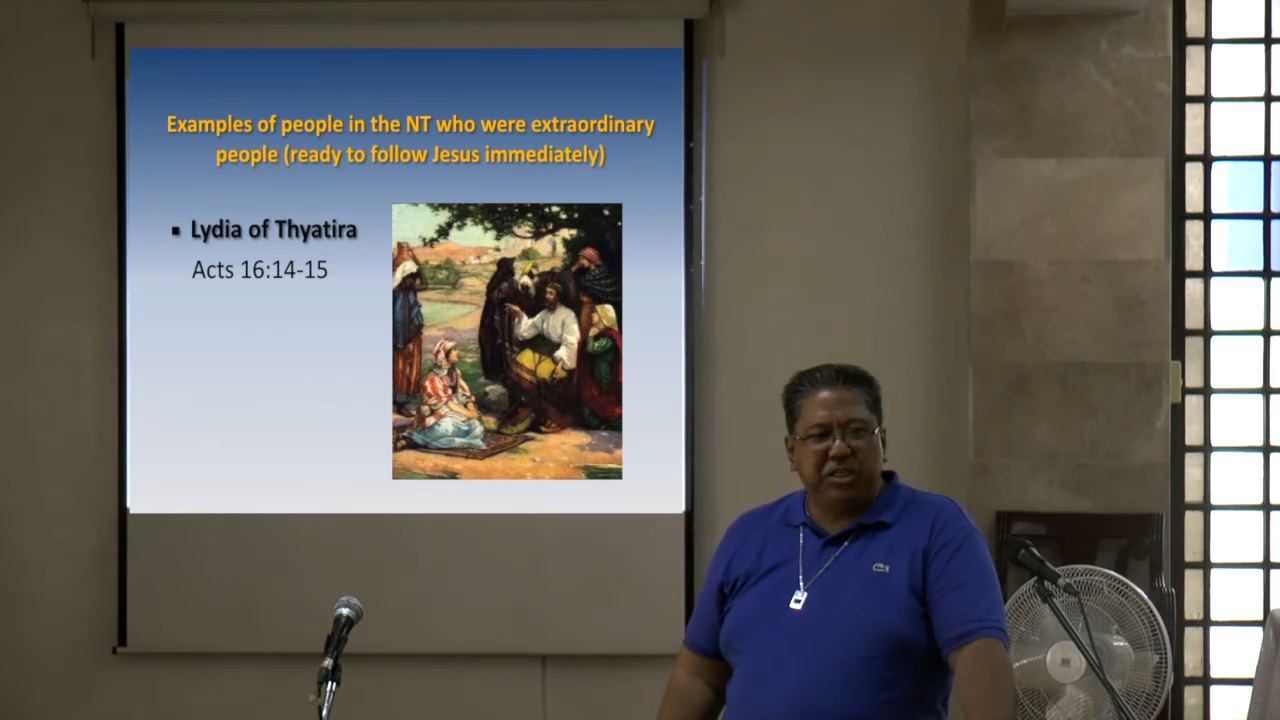 Examples of people in the NT who were extraordinary
people (ready to follow Jesus immediately)
▪ Lydia of Thyatira
Acts 16:14-15